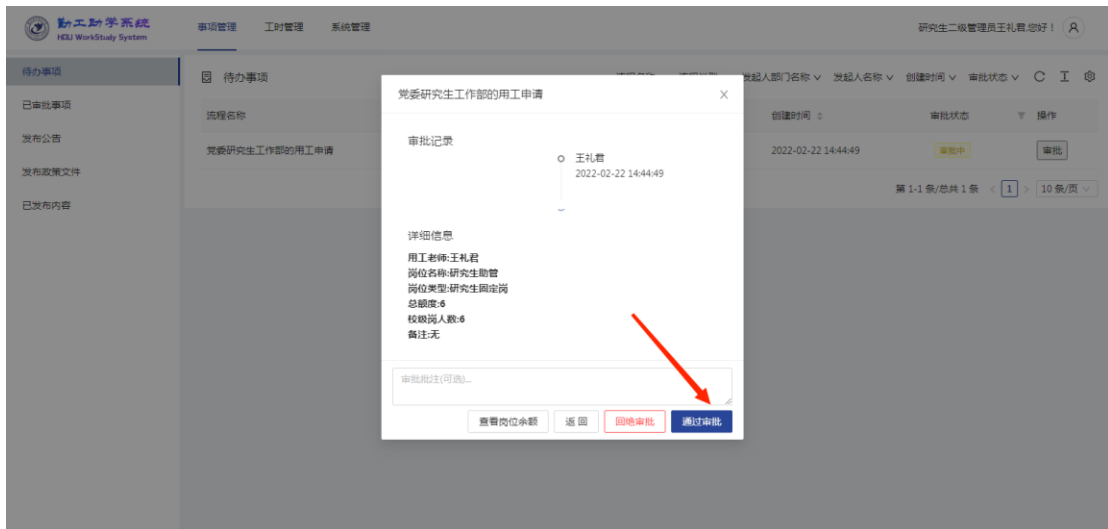 勤工助学系统
HDU WorkStudy System
事项管理
工时管理
系统管理
研究生二级管理员王礼君,您好！
待办事项
已审批事项
发布公告
发布政策文件
已发布内容
待办事项
发起人部门名称 发起人名称 创建时间 审批状态
流程名称
创建时间
审批状态
操作
党委研究生工作部的用工申请
2022-02-22 14:44:49
审批中
审批
第 1-1 条/总共 1 条
1
10 条/页
党委研究生工作部的用工申请
审批记录
王礼君
2022-02-22 14:44:49
详细信息
用工老师:王礼君
岗位名称:研究生助管
岗位类型:研究生固定岗
总额度:6
校级岗人数:6
备注:无
审批批注(可选)...
查看岗位余额
返 回
回绝审批
通过审批